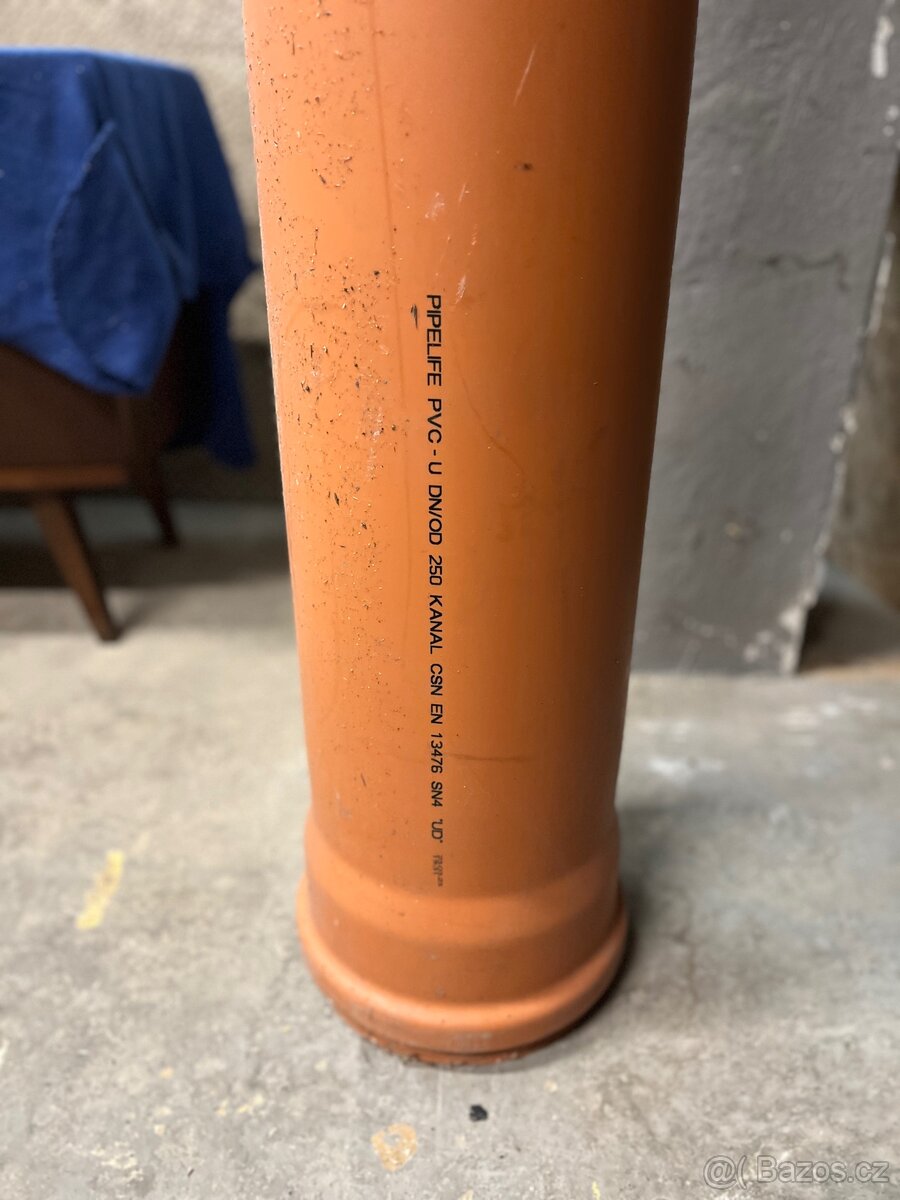 PIPELIFE PVC - U DN/OD 250 KANAL CSN EN 13476 SN4 "UD"
@( Bazos.cz